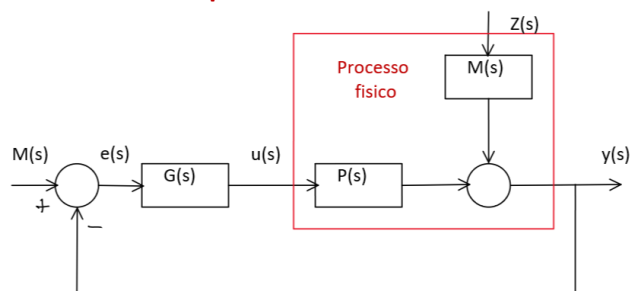 Z(s)
Processo
fisico
M(s)
M(s)
e(s)
G(s)
u(s)
P(s)
y(s)
+
−